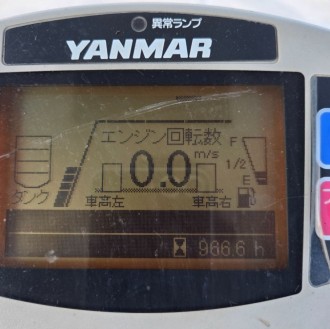 異常ランプ
YANMAR
エンジン回転数
0.0 m/s
F
1/2
E
タンク
車高左 車高右
966.6 h